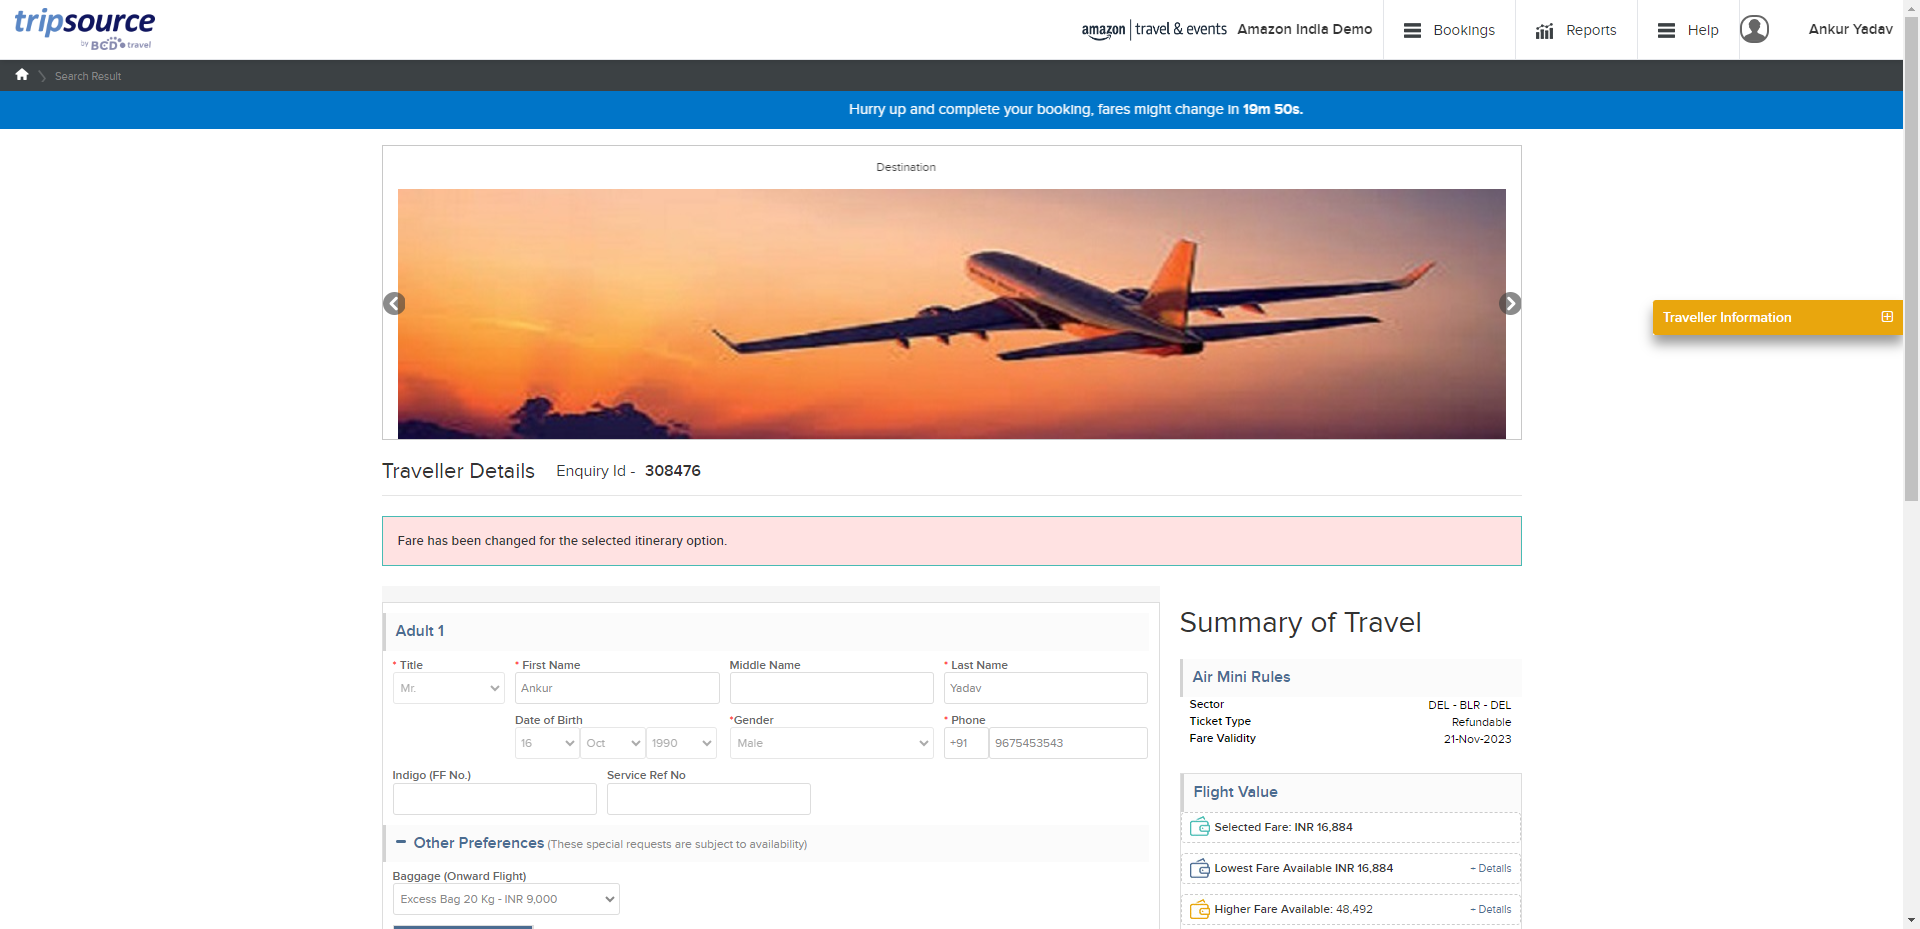 tripsource
by BCD travel
amazon travel & events Amazon India Demo
Bookings
Reports
Help
Ankur Yadav
Search Result
Hurry up and complete your booking, fares might change in 19m 50s.
Destination
Traveller Information
Traveller Details Enquiry Id - 308476
Fare has been changed for the selected itinerary option.
Adult 1
* Title * First Name Middle Name * Last Name
Mr. Ankur Yadav
Date of Birth *Gender * Phone
16 Oct 1990 Male +91 9675453543
Indigo (FF No.) Service Ref No
Other Preferences (These special requests are subject to availability)
Baggage (Onward Flight)
Excess Bag 20 Kg - INR 9,000
Summary of Travel
Air Mini Rules
Sector DEL - BLR - DEL
Ticket Type Refundable
Fare Validity 21-Nov-2023
Flight Value
Selected Fare: INR 16,884
Lowest Fare Available INR 16,884 + Details
Higher Fare Available: 48,492 + Details